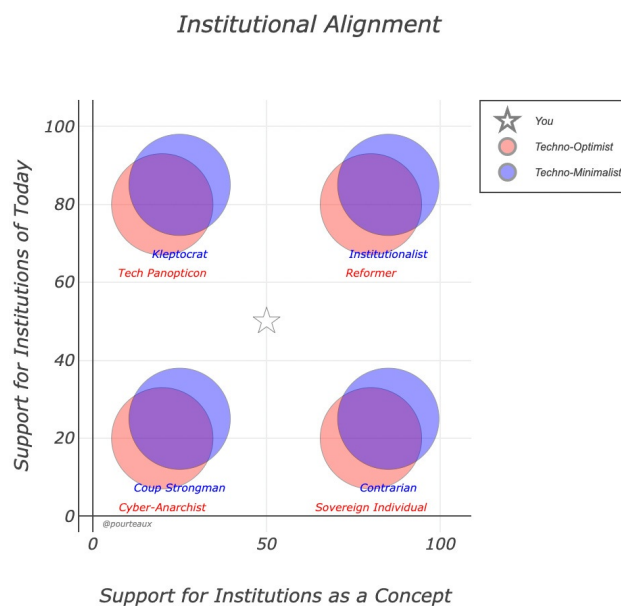 Institutional Alignment
You
Techno-Optimist
Techno-Minimalist
Support for Institutions of Today
100
80
60
40
20
0
Kleptocrat
Tech Panopticon
Institutionalist
Reformer
Coup Strongman
Cyber-Anarchist
Contrarian
Sovereign Individual
@pourteaux
0
50
100
Support for Institutions as a Concept